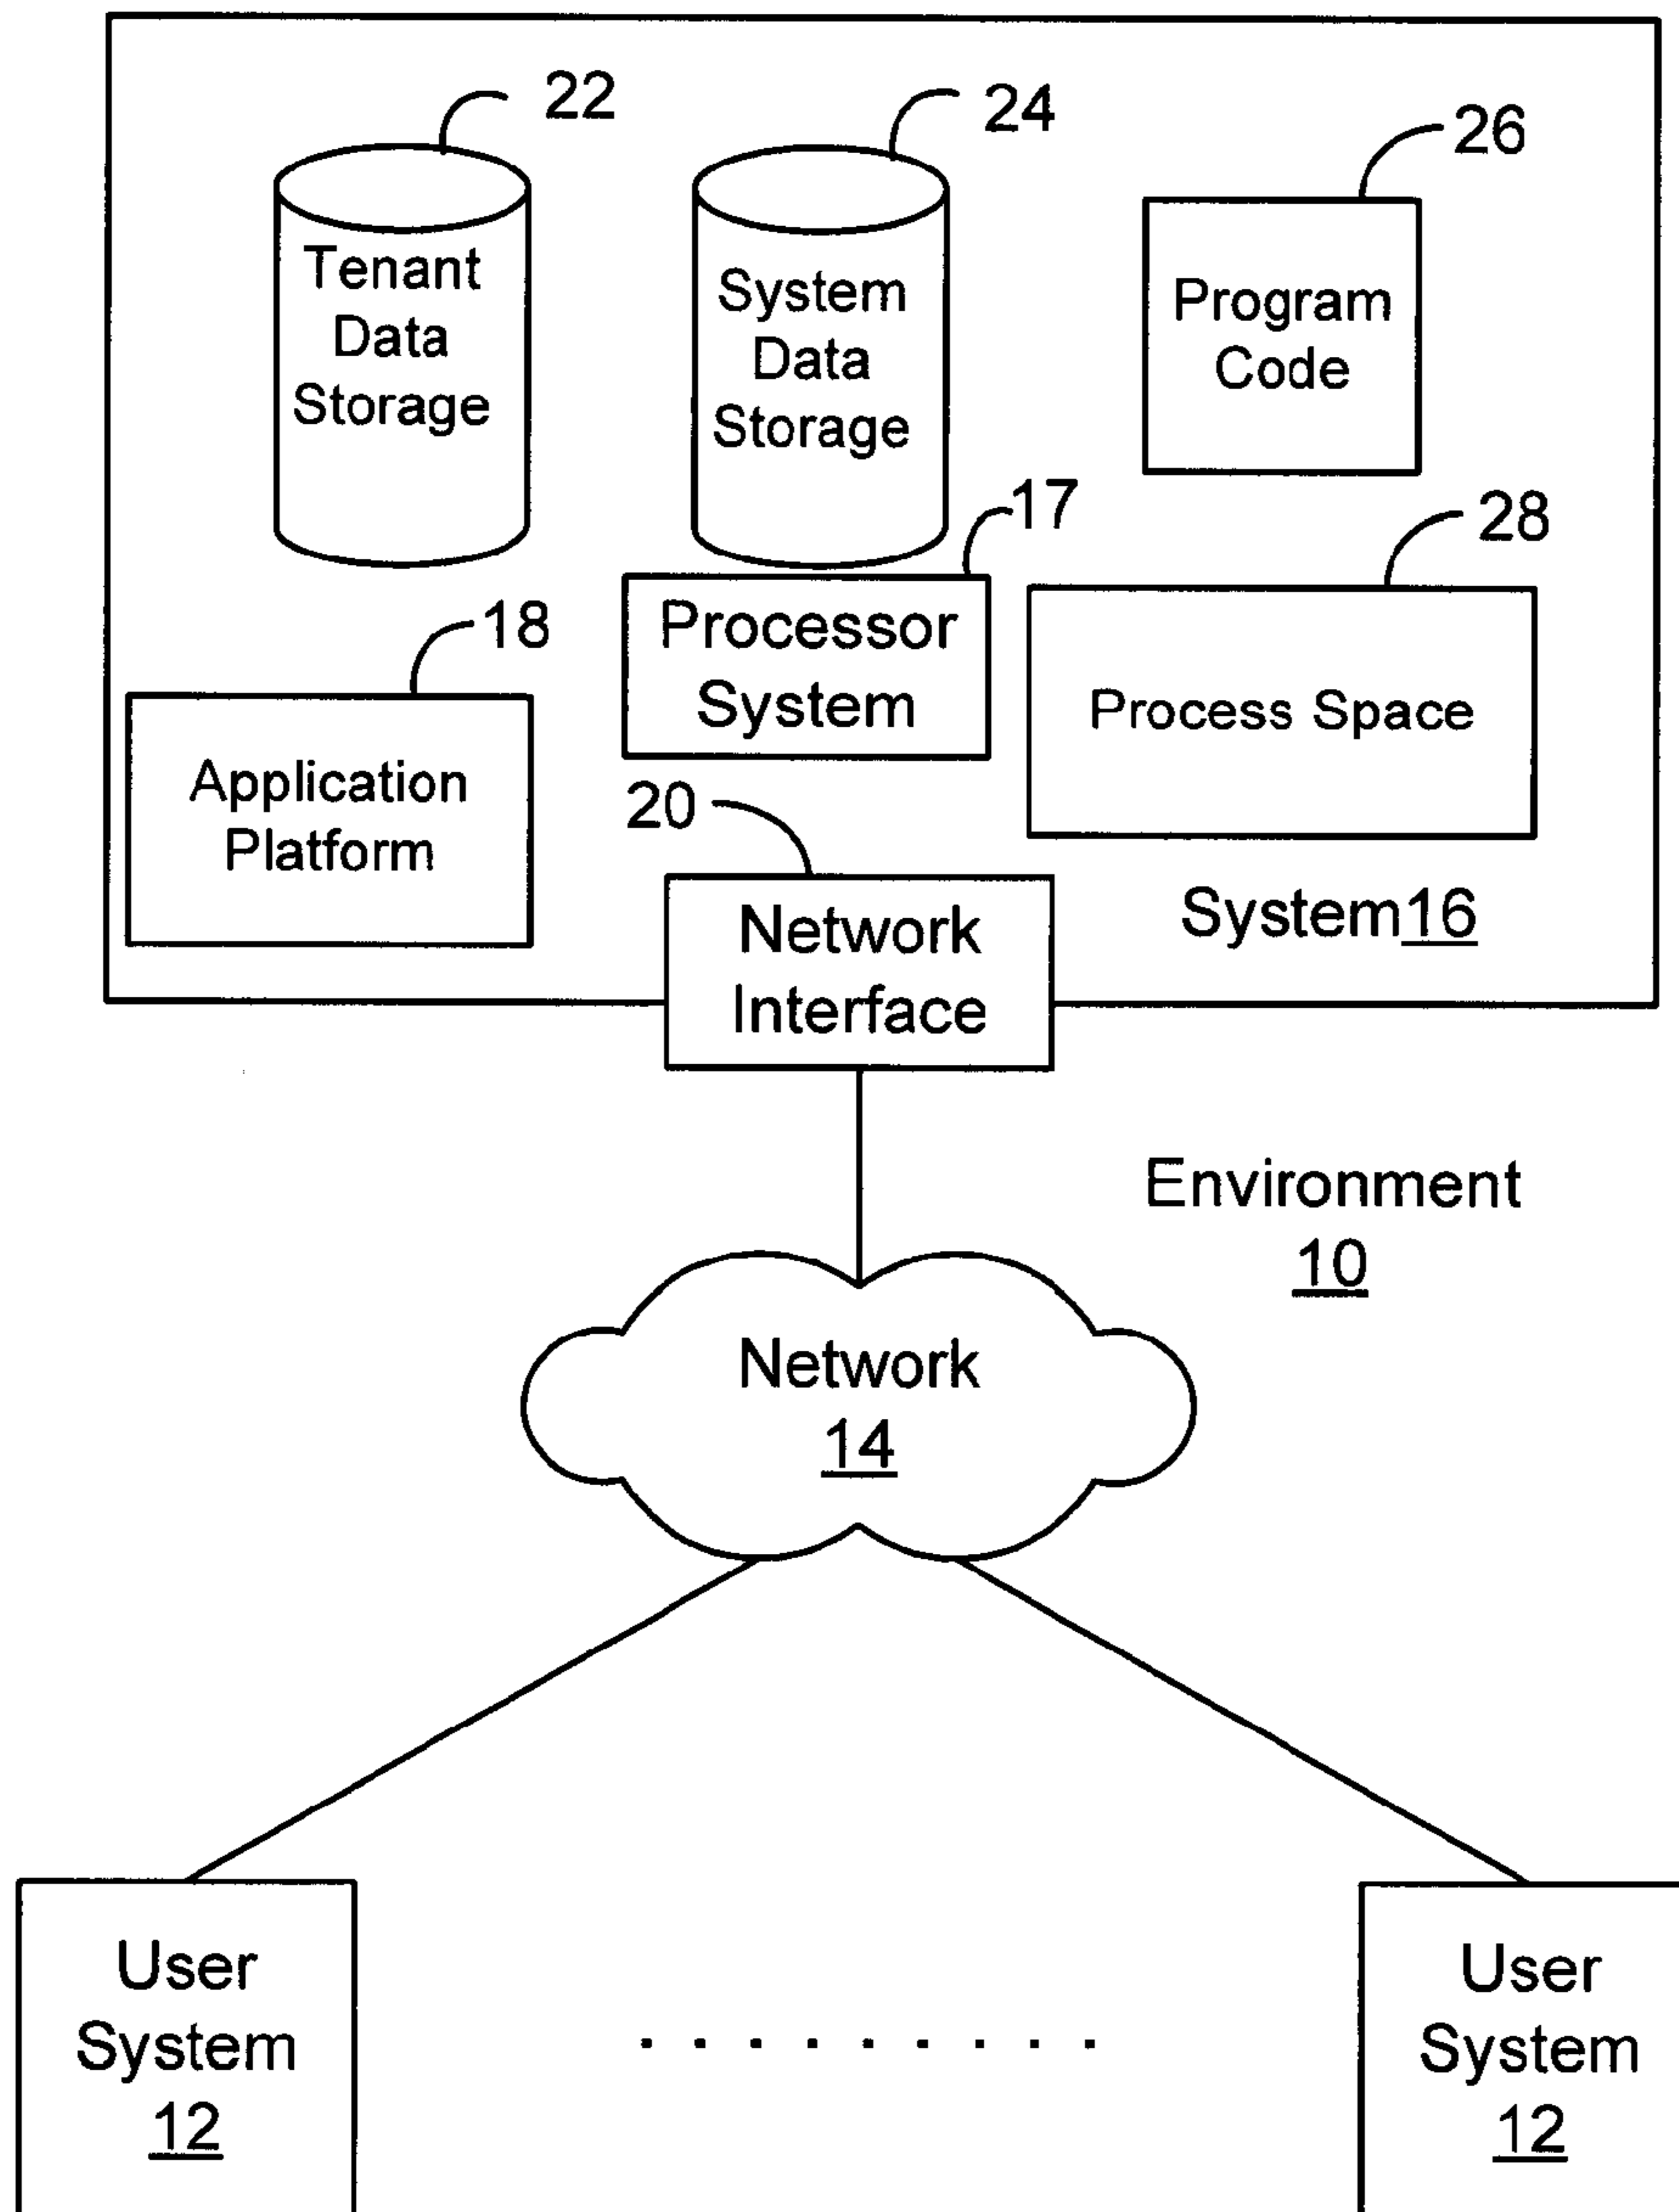 22
24
26
Tenant
Data
Storage
System
Data
Storage
Program
Code
17
28
18
Processor
System
Process Space
Application
Platform
20
Network
Interface
System16
Environment
10
Network
14
User
System
12
. . . . . . . . .
User
System
12